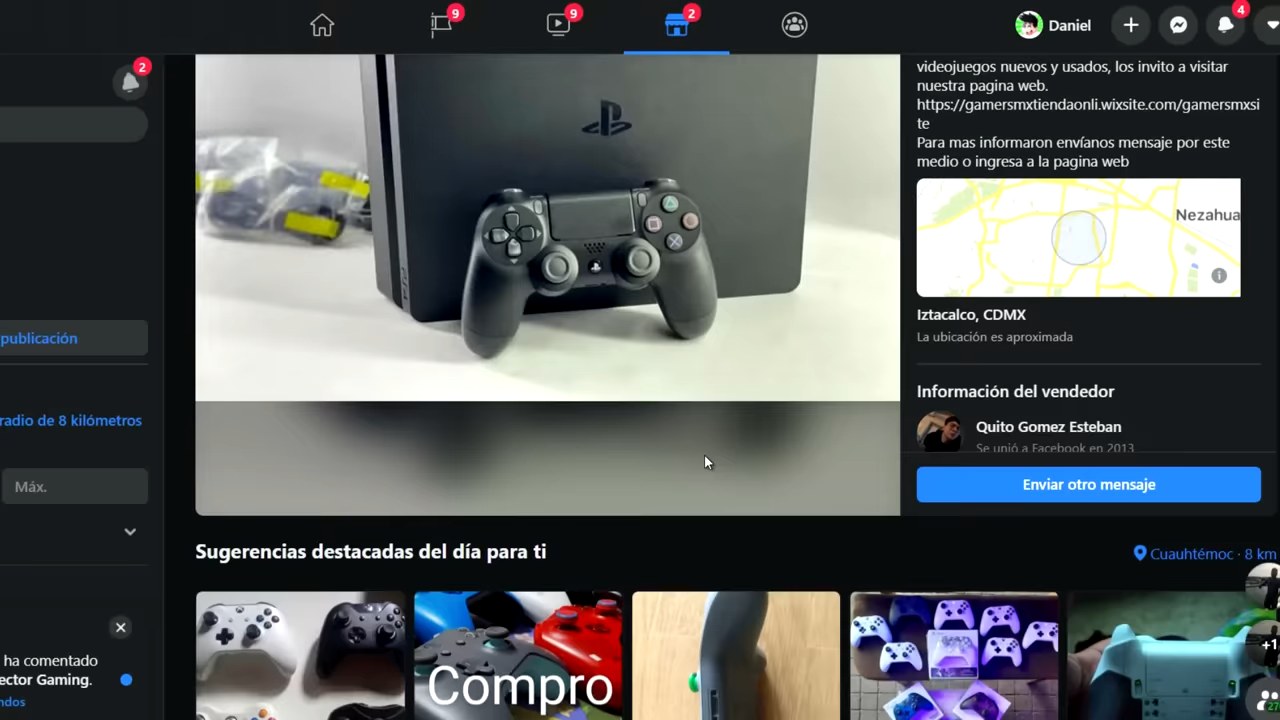 9
9
2
Daniel
4
2
videojuegos nuevos y usados, los invito a visitar
nuestra pagina web.
https://gamersmxtiendaonli.wixsite.com/gamersmxsi
te
Para mas informaron envíanos mensaje por este
medio o ingresa a la pagina web
Nezahua
Iztacalco, CDMX
La ubicación es aproximada
publicación
Información del vendedor
radio de 8 kilómetros
Quito Gomez Esteban
Se unió a Facebook en 2013
Máx.
Enviar otro mensaje
Sugerencias destacadas del día para ti
Cuauhtémoc · 8 km
ha comentado
ector Gaming.
ndos
Compro
+1
27